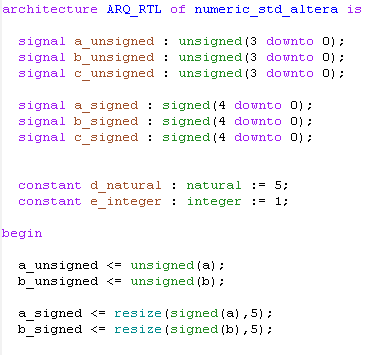 architecture ARQ_RTL of numeric_std_altera is
signal a_unsigned : unsigned(3 downto 0);
signal b_unsigned : unsigned(3 downto 0);
signal c_unsigned : unsigned(3 downto 0);
signal a_signed : signed(4 downto 0);
signal b_signed : signed(4 downto 0);
signal c_signed : signed(4 downto 0);
constant d_natural : natural := 5;
constant e_integer : integer := 1;
begin
a_unsigned <= unsigned(a);
b_unsigned <= unsigned(b);
a_signed <= resize(signed(a),5);
b_signed <= resize(signed(b),5);